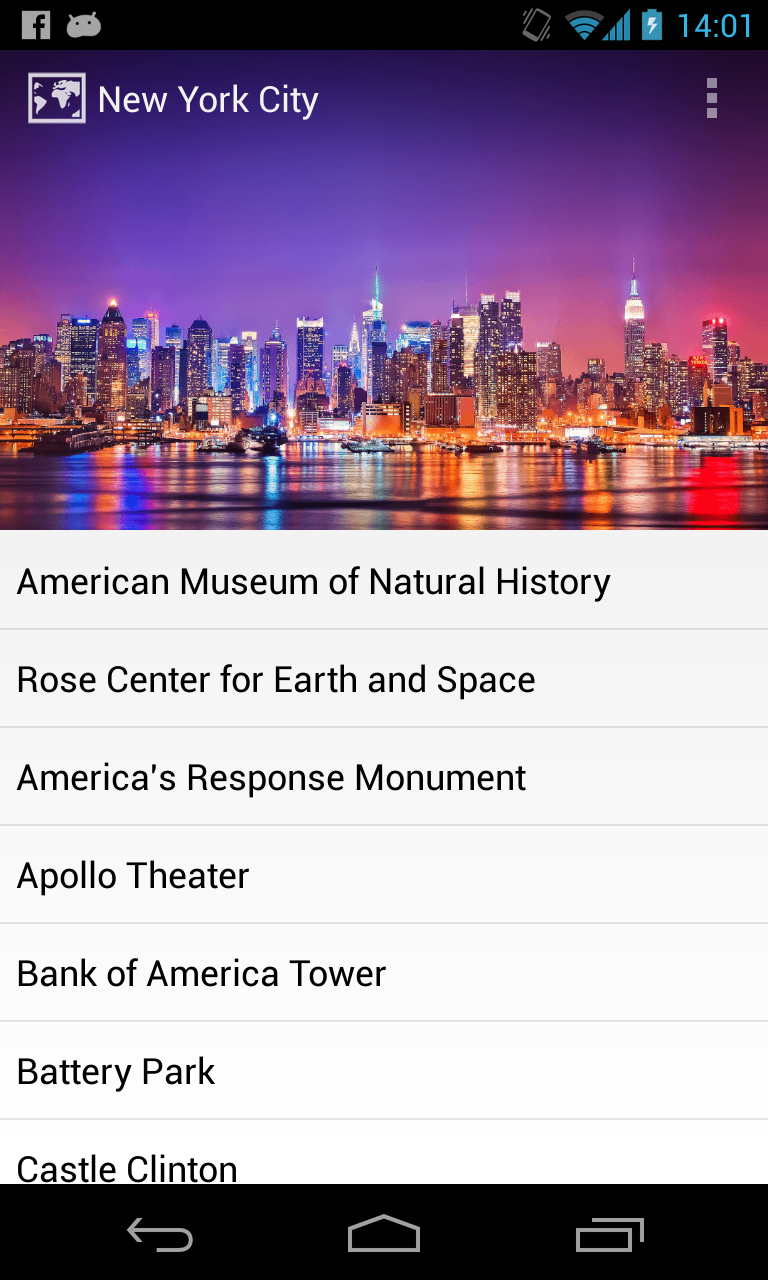 14:01
New York City
American Museum of Natural History
Rose Center for Earth and Space
America's Response Monument
Apollo Theater
Bank of America Tower
Battery Park
Castle Clinton